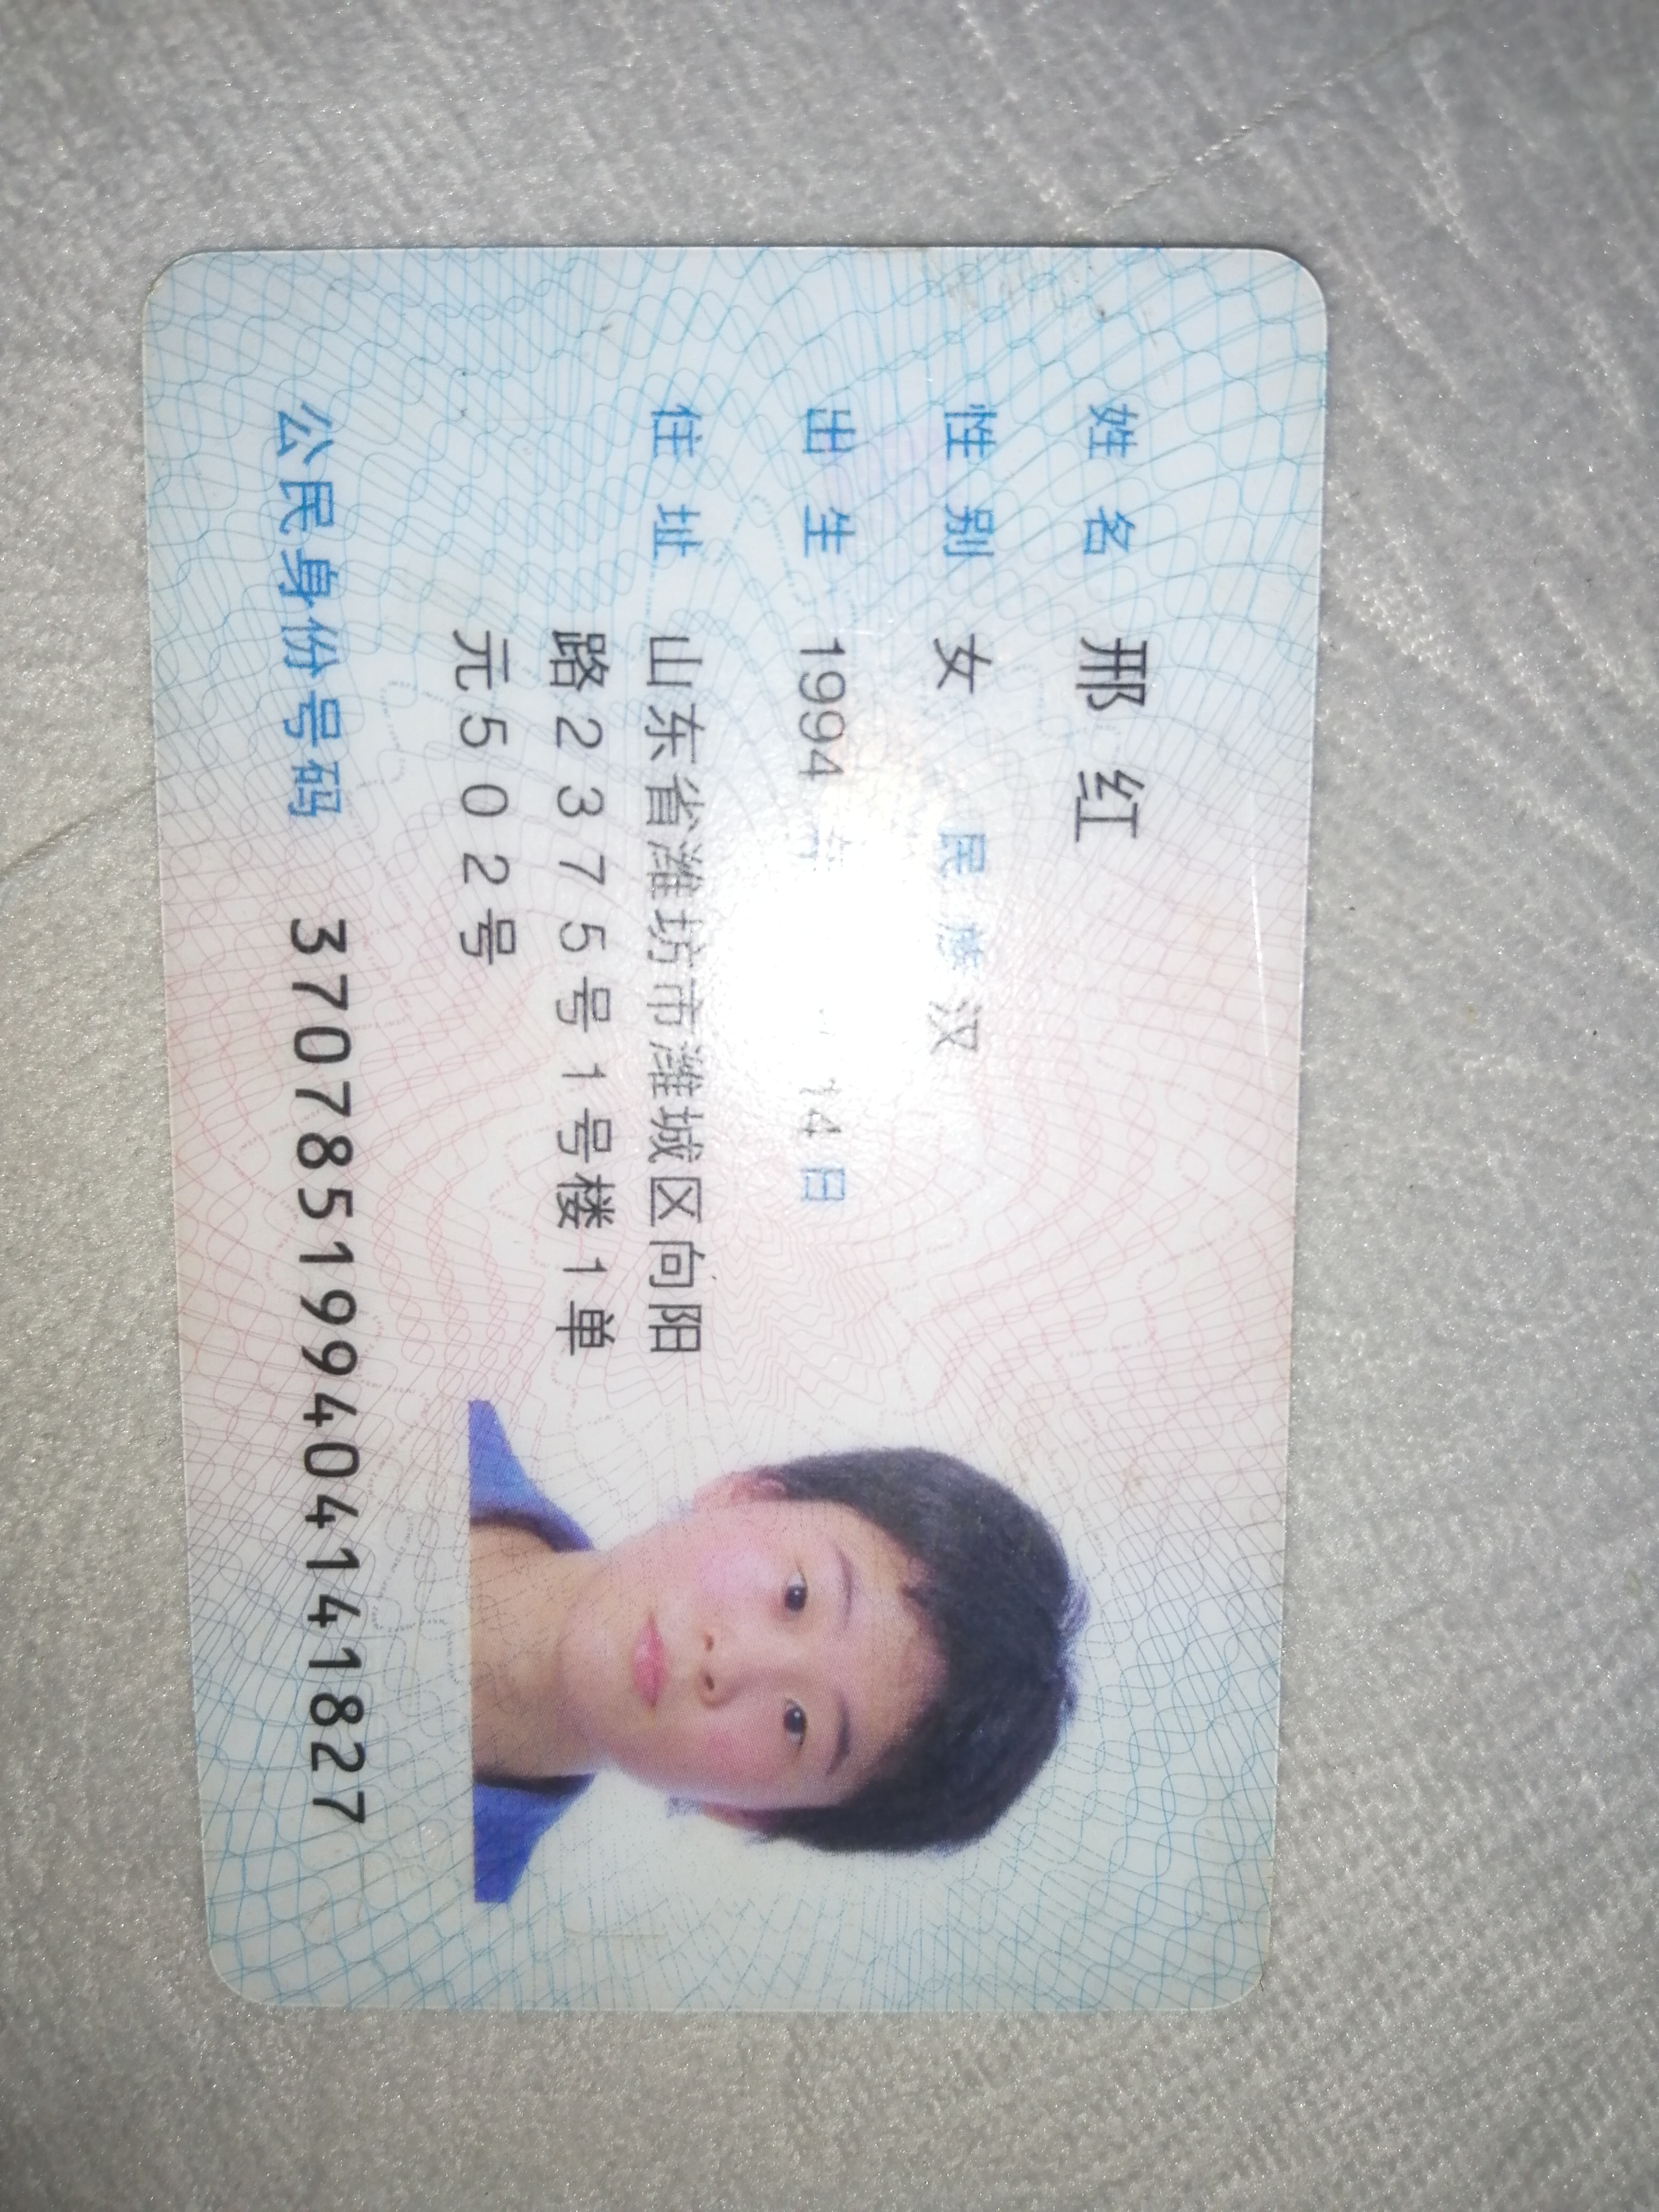 姓名 邢红
性别 女 民族 汉
出生 1994 年 14 日
住址 山东省潍坊市潍城区向阳
路2375号1号楼1单
元502号
公民身份号码 370785199404141827